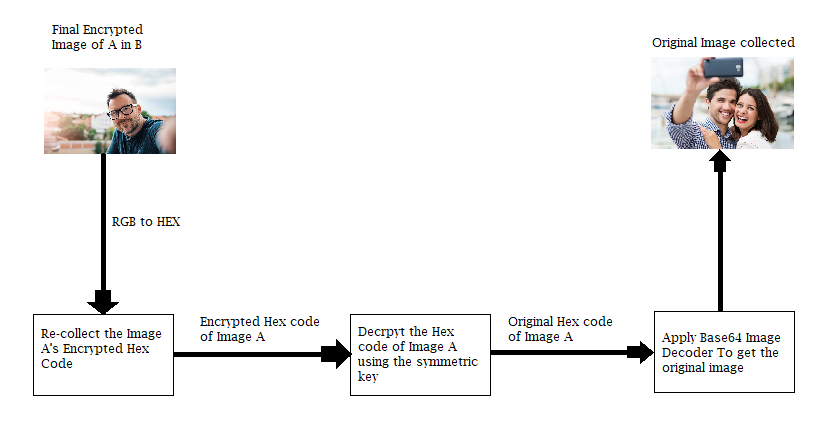 Final Encrypted
Image of A in B
Original Image collected
RGB to HEX
Re-collect the Image
A's Encrypted Hex
Code
Encrypted Hex code
of Image A
Decrpyt the Hex
code of Image A
using the symmetric
key
Original Hex code
of Image A
Apply Base64 Image
Decoder To get the
original image